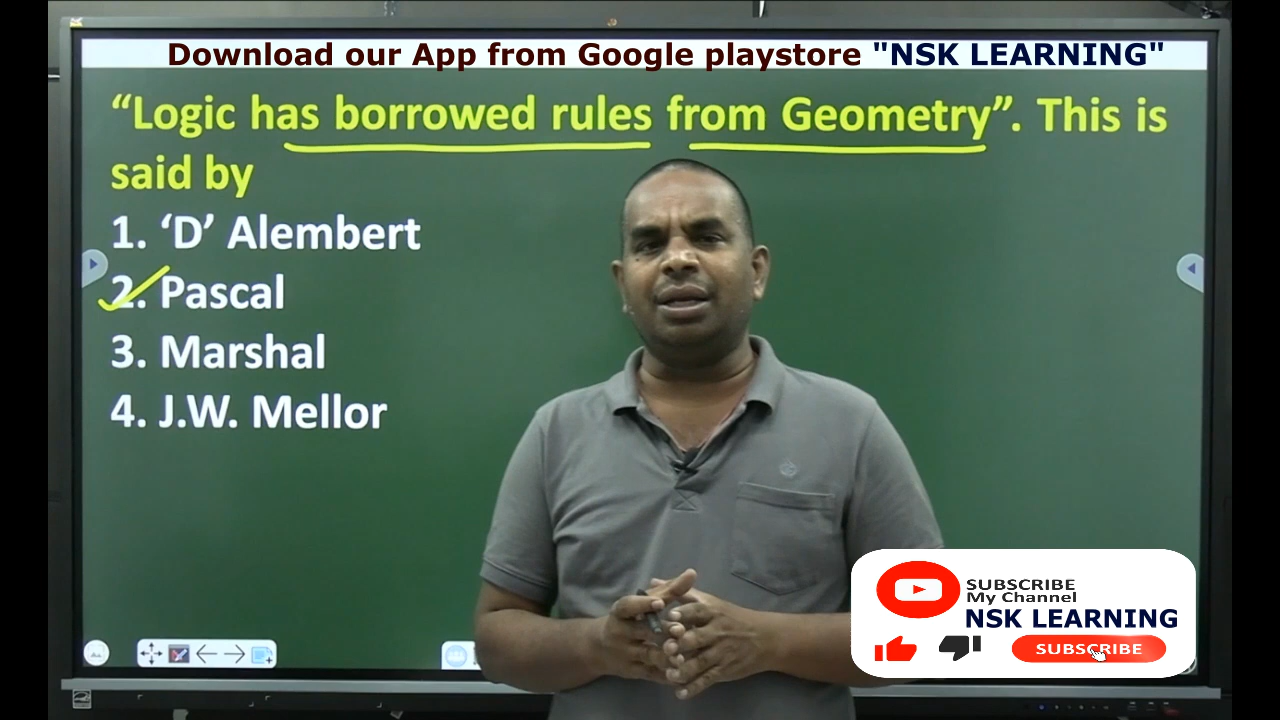 Download our App from Google playstore "NSK LEARNING"
“Logic has borrowed rules from Geometry”. This is
said by
1. ‘D’ Alembert
2. Pascal
3. Marshal
4. J.W. Mellor
SUBSCRIBE
My Channel
NSK LEARNING
SUBSCRIBE